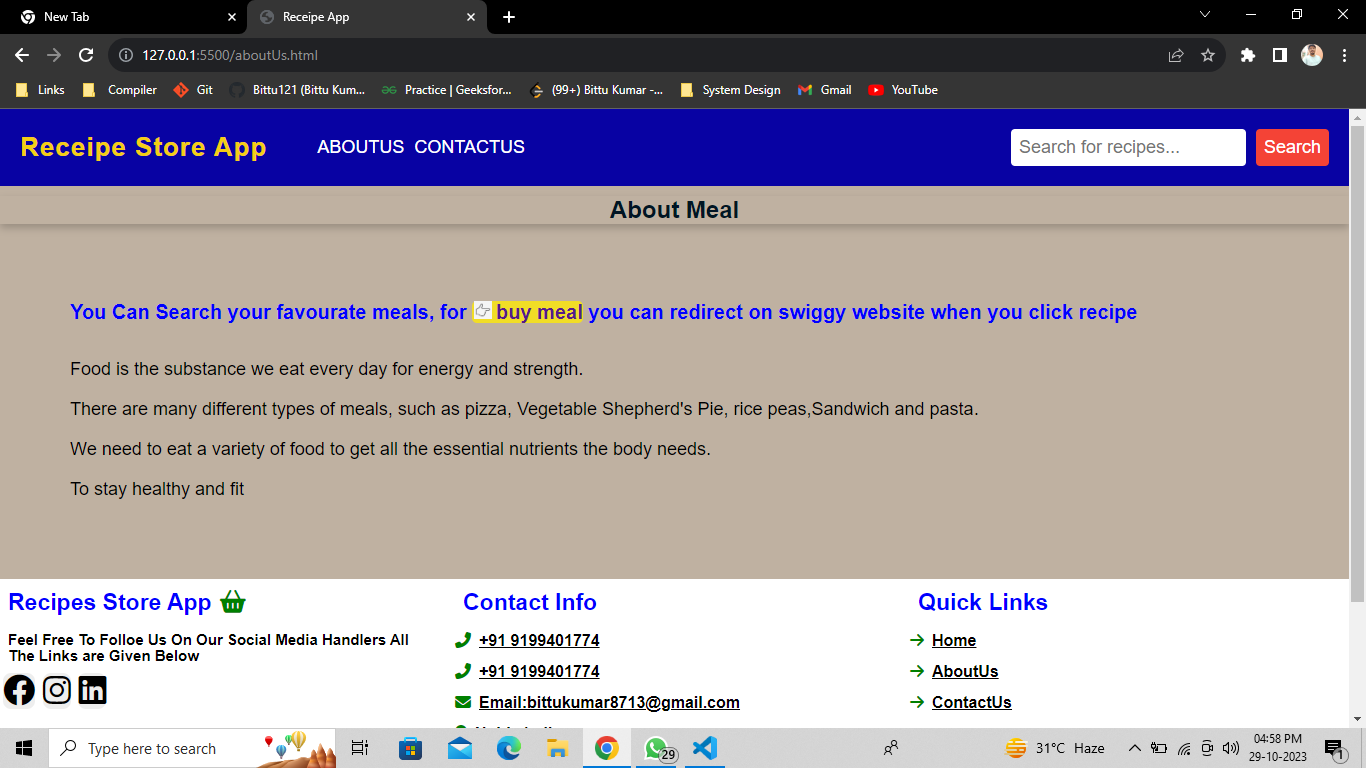 New Tab
Receipe App
127.0.0.1:5500/aboutUs.html
Links
Compiler
Git
Bittu121 (Bittu Kum...
Practice | Geeksfor...
(99+) Bittu Kumar -...
System Design
Gmail
YouTube
Receipe Store App
ABOUTUS CONTACTUS
Search for recipes...
Search
About Meal
You Can Search your favourate meals, for buy meal you can redirect on swiggy website when you click recipe
Food is the substance we eat every day for energy and strength.
There are many different types of meals, such as pizza, Vegetable Shepherd's Pie, rice peas,Sandwich and pasta.
We need to eat a variety of food to get all the essential nutrients the body needs.
To stay healthy and fit
Recipes Store App
Feel Free To Folloe Us On Our Social Media Handlers All
The Links are Given Below
Contact Info
+91 9199401774
+91 9199401774
Email:bittukumar8713@gmail.com
Quick Links
Home
AboutUs
ContactUs
Type here to search
29
31°C Haze
04:58 PM
29-10-2023
1